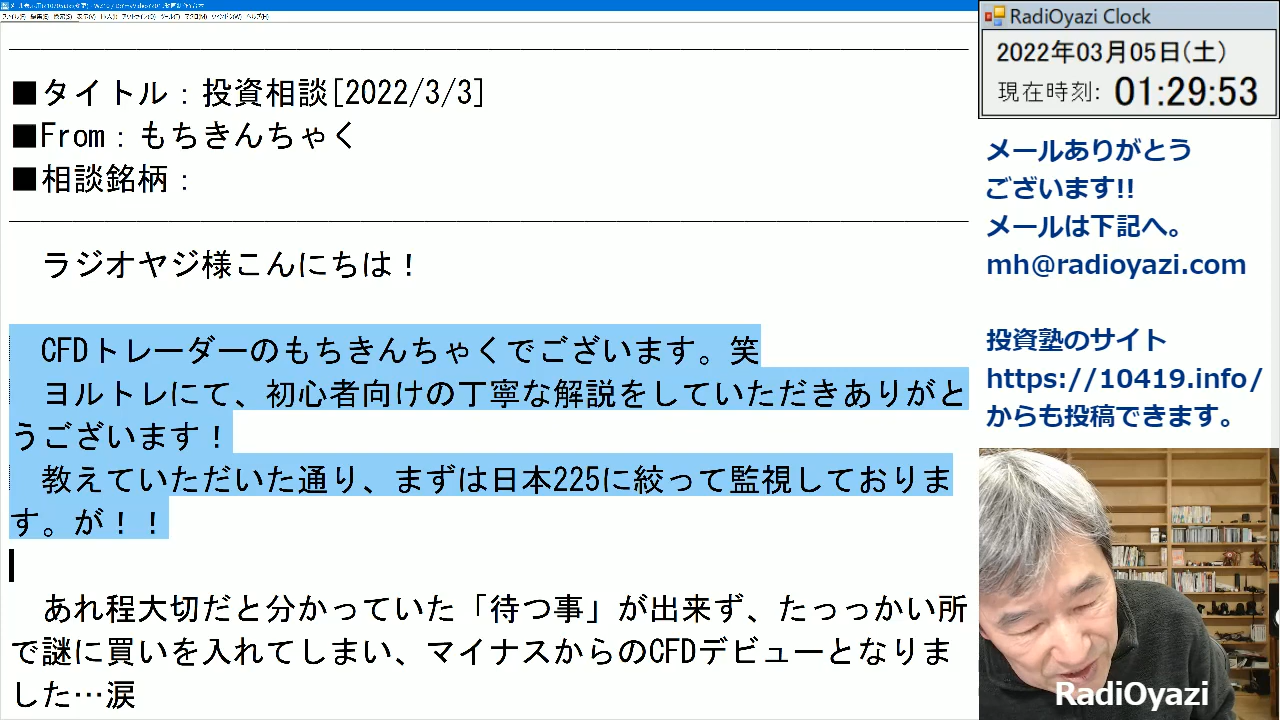 ■タイトル：投資相談[2022/3/3]
■From：もちきんちゃく
■相談銘柄：
ラジオヤジ様こんにちは！
CFDトレーダーのもちきんちゃくでございます。笑
ヨルトレにて、初心者向けの丁寧な解説をしていただきありがと
うございます！
教えていただいた通り、まずは日本225に絞って監視しておりま
す。が！！
あれ程大切だと分かっていた「待つ事」が出来ず、たっっかい所
で謎に買いを入れてしまい、マイナスからのCFDデビューとなりま
した…涙
RadiOyazi Clock
2022年03月05日(土)
現在時刻: 01:29:53
メールありがとう
ございます!!
メールは下記へ。
mh@radioyazi.com
投資塾のサイト
https://10419.info/
からも投稿できます。
RadiOyazi